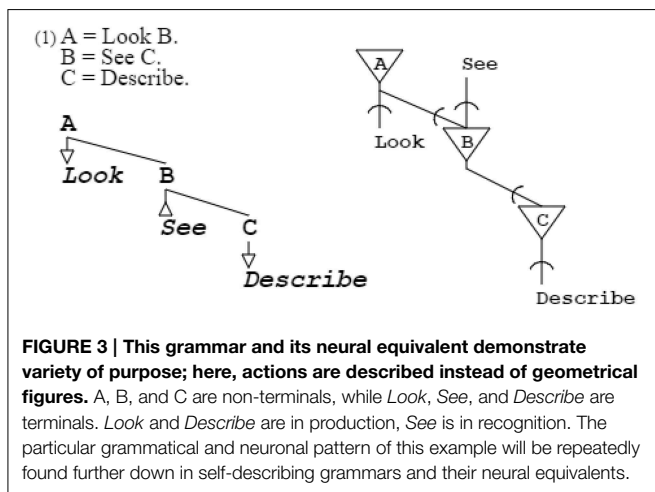 (1) A = Look B.
B = See C.
C = Describe.
A
Look
B
See
C
Describe
A
See
Look
B
C
Describe
FIGURE 3 | This grammar and its neural equivalent demonstrate
variety of purpose; here, actions are described instead of geometrical
figures. A, B, and C are non-terminals, while Look, See, and Describe are
terminals. Look and Describe are in production, See is in recognition. The
particular grammatical and neuronal pattern of this example will be repeatedly
found further down in self-describing grammars and their neural equivalents.